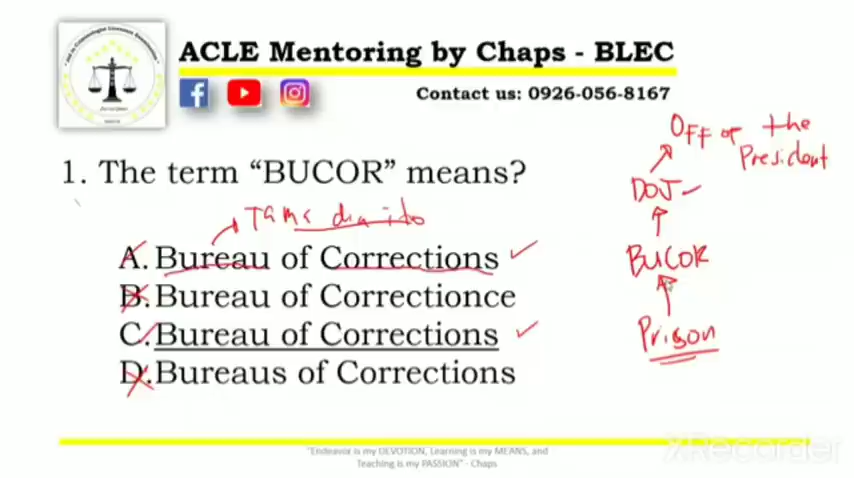 ACLE Mentoring by Chaps - BLEC
Contact us: 0926-056-8167
OFF OF the
President
DOJ
BUCOR
Prison
1. The term “BUCOR” means?
A. Bureau of Corrections
B. Bureau of Correctionce
C. Bureau of Corrections
D. Bureaus of Corrections
"Endeavor is my DEVOTION, Learning is my MEANS, and
Teaching is my PASSION" - Chaps
XRecorder